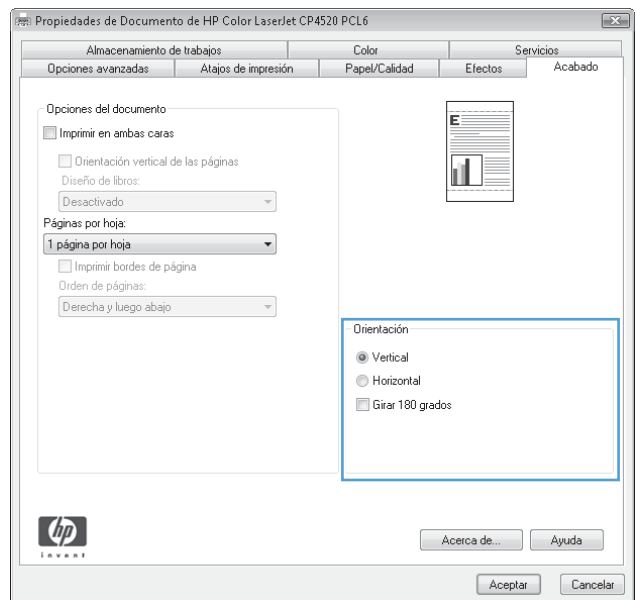 Propiedades de Documento de HP Color LaserJet CP4520 PCL6
Almacenamiento de trabajos
Color
Servicios
Opciones avanzadas
Atajos de impresión
Papel/Calidad
Efectos
Acabado
Opciones del documento
Imprimir en ambas caras
Orientación vertical de las páginas
Diseño de libros:
Desactivado
Páginas por hoja:
1 página por hoja
Imprimir bordes de página
Orden de páginas:
Derecha y luego abajo
E
Orientación
Vertical
Horizontal
Girar 180 grados
hp
invent
Acerca de...
Ayuda
Aceptar
Cancelar